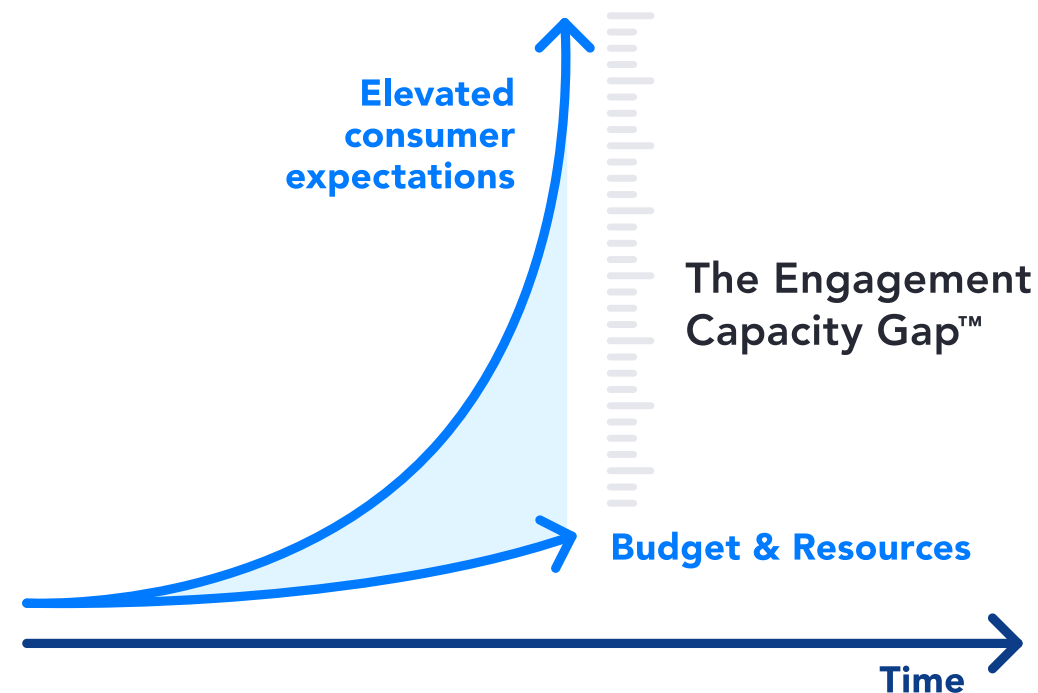 Elevated
consumer
expectations
The Engagement
Capacity Gap™
Budget & Resources
Time